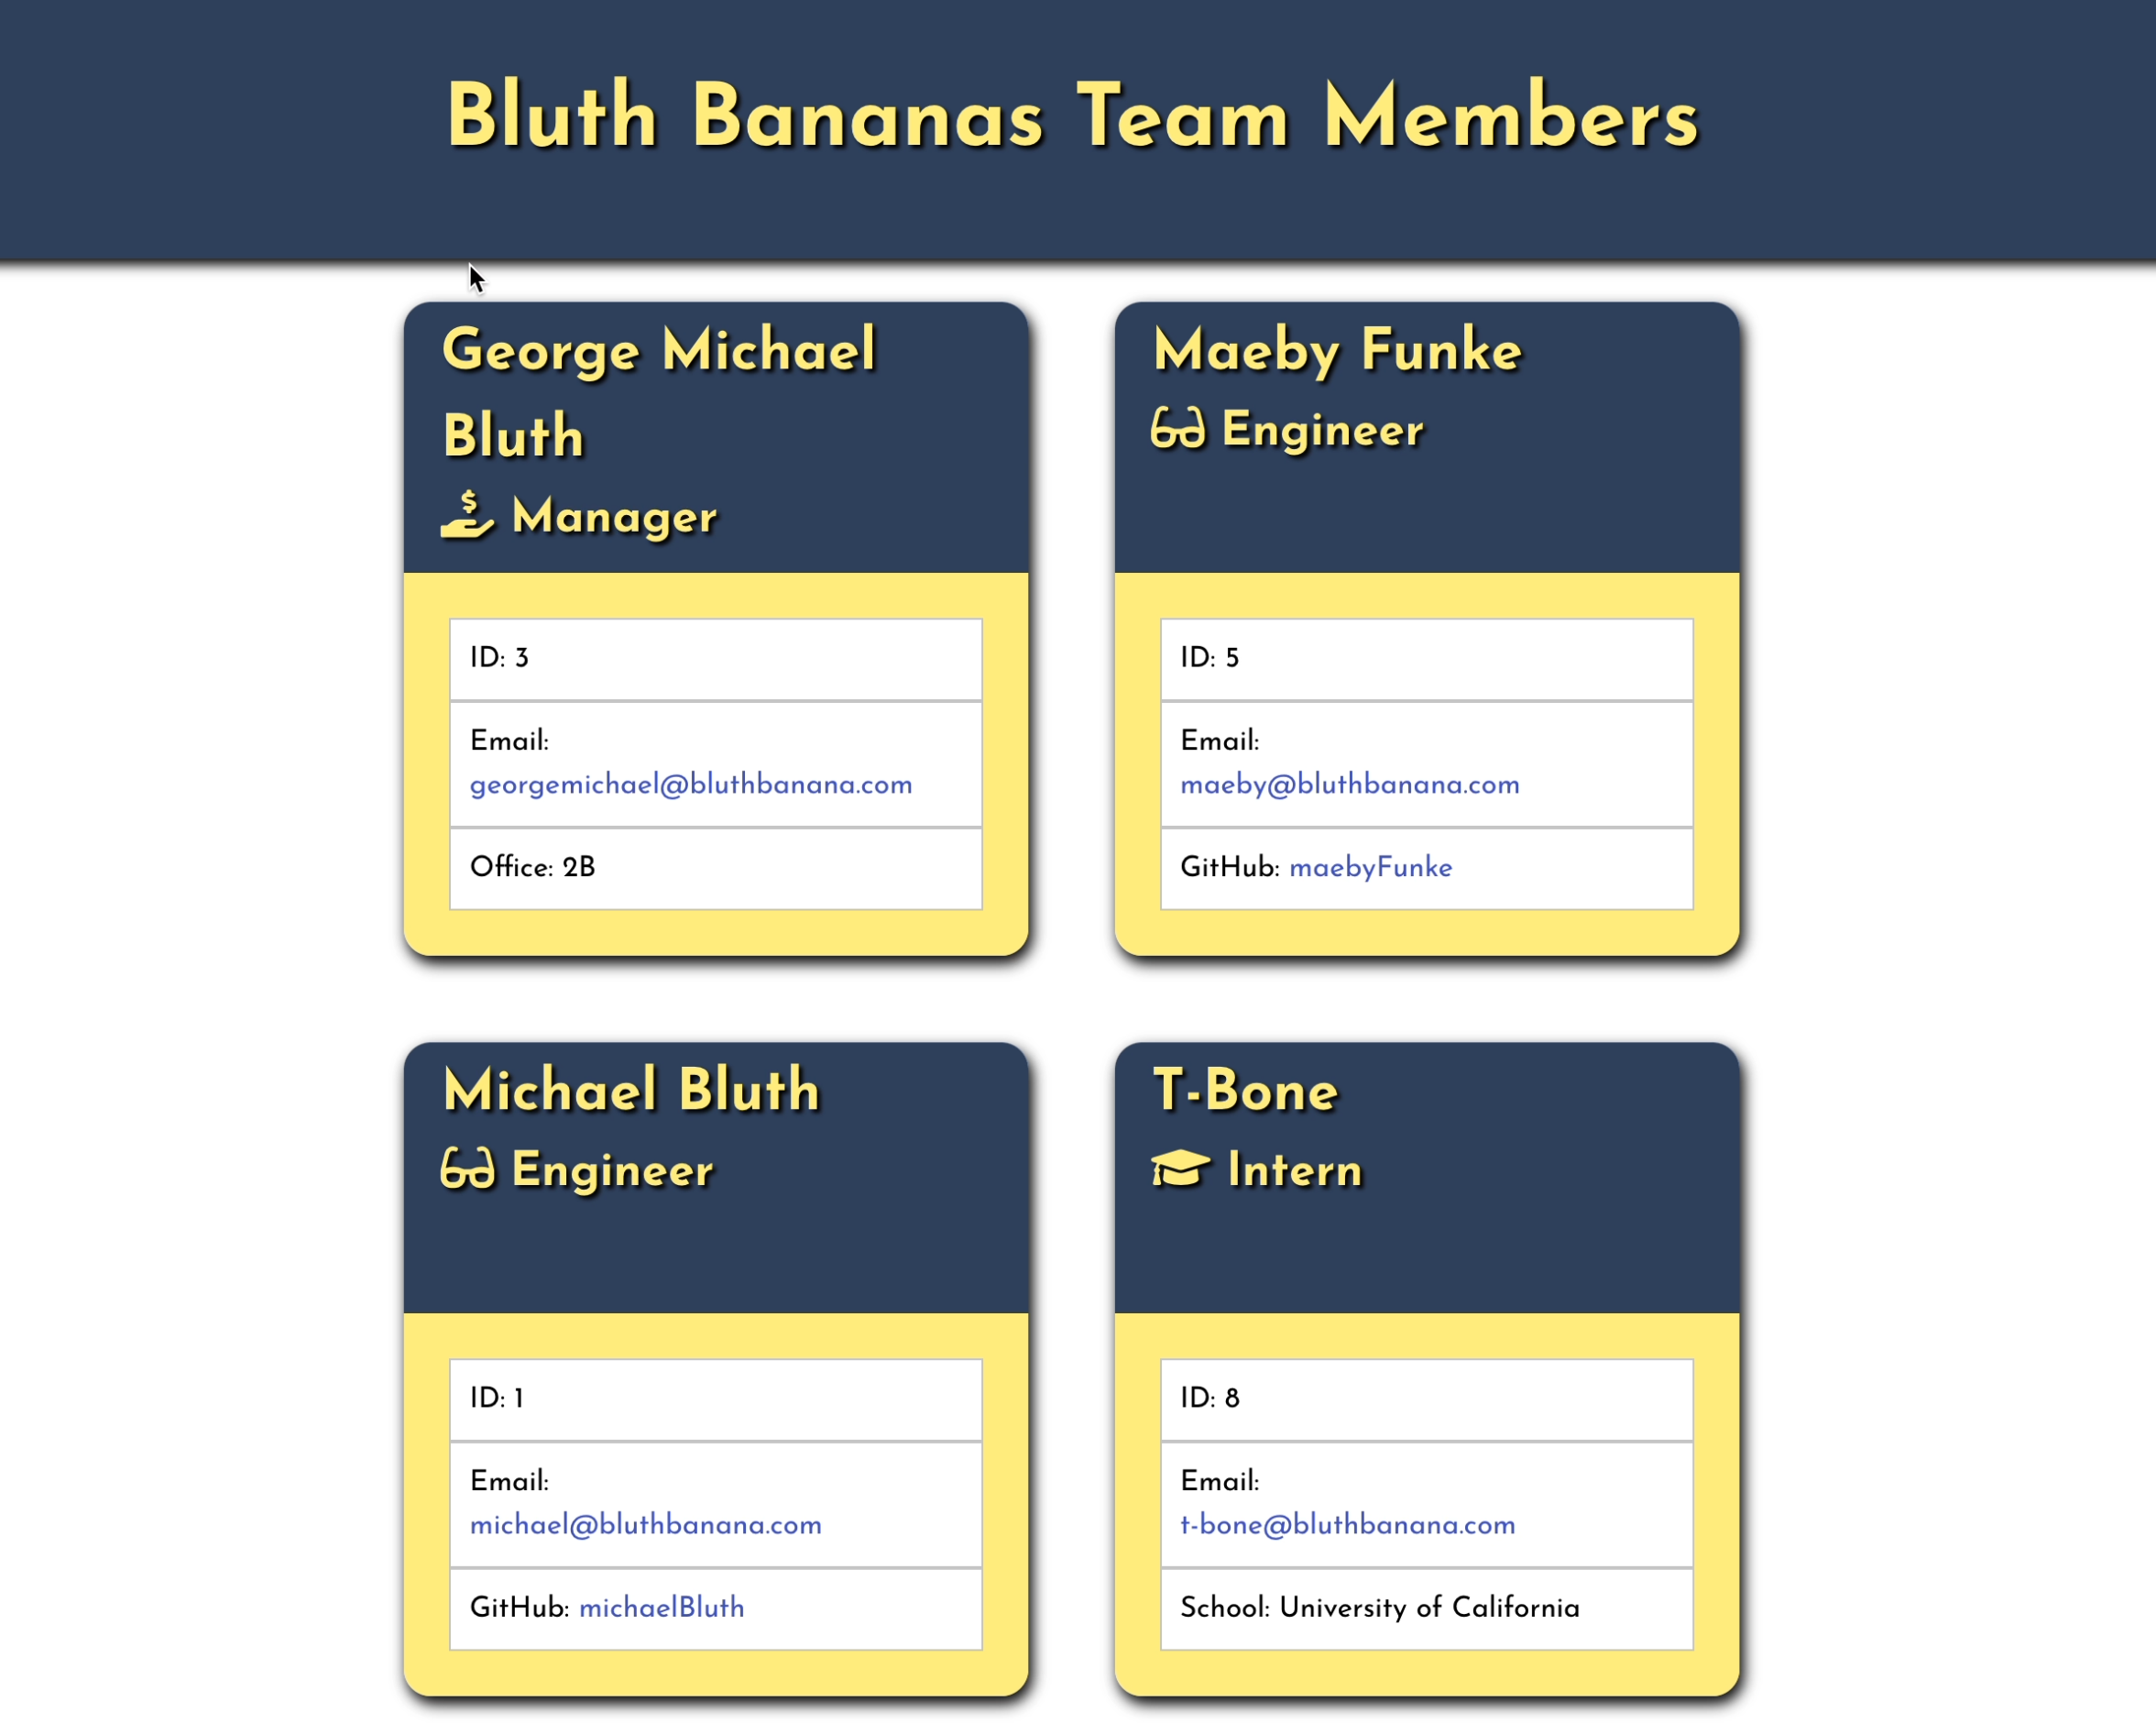 Bluth Bananas Team Members
George Michael
Bluth
Manager
ID: 3
Email:
georgemichael@bluthbanana.com
Office: 2B
Maeby Funke
Engineer
ID: 5
Email:
maeby@bluthbanana.com
GitHub: maebyFunke
Michael Bluth
Engineer
ID: 1
Email:
michael@bluthbanana.com
GitHub: michaelBluth
T-Bone
Intern
ID: 8
Email:
t-bone@bluthbanana.com
School: University of California